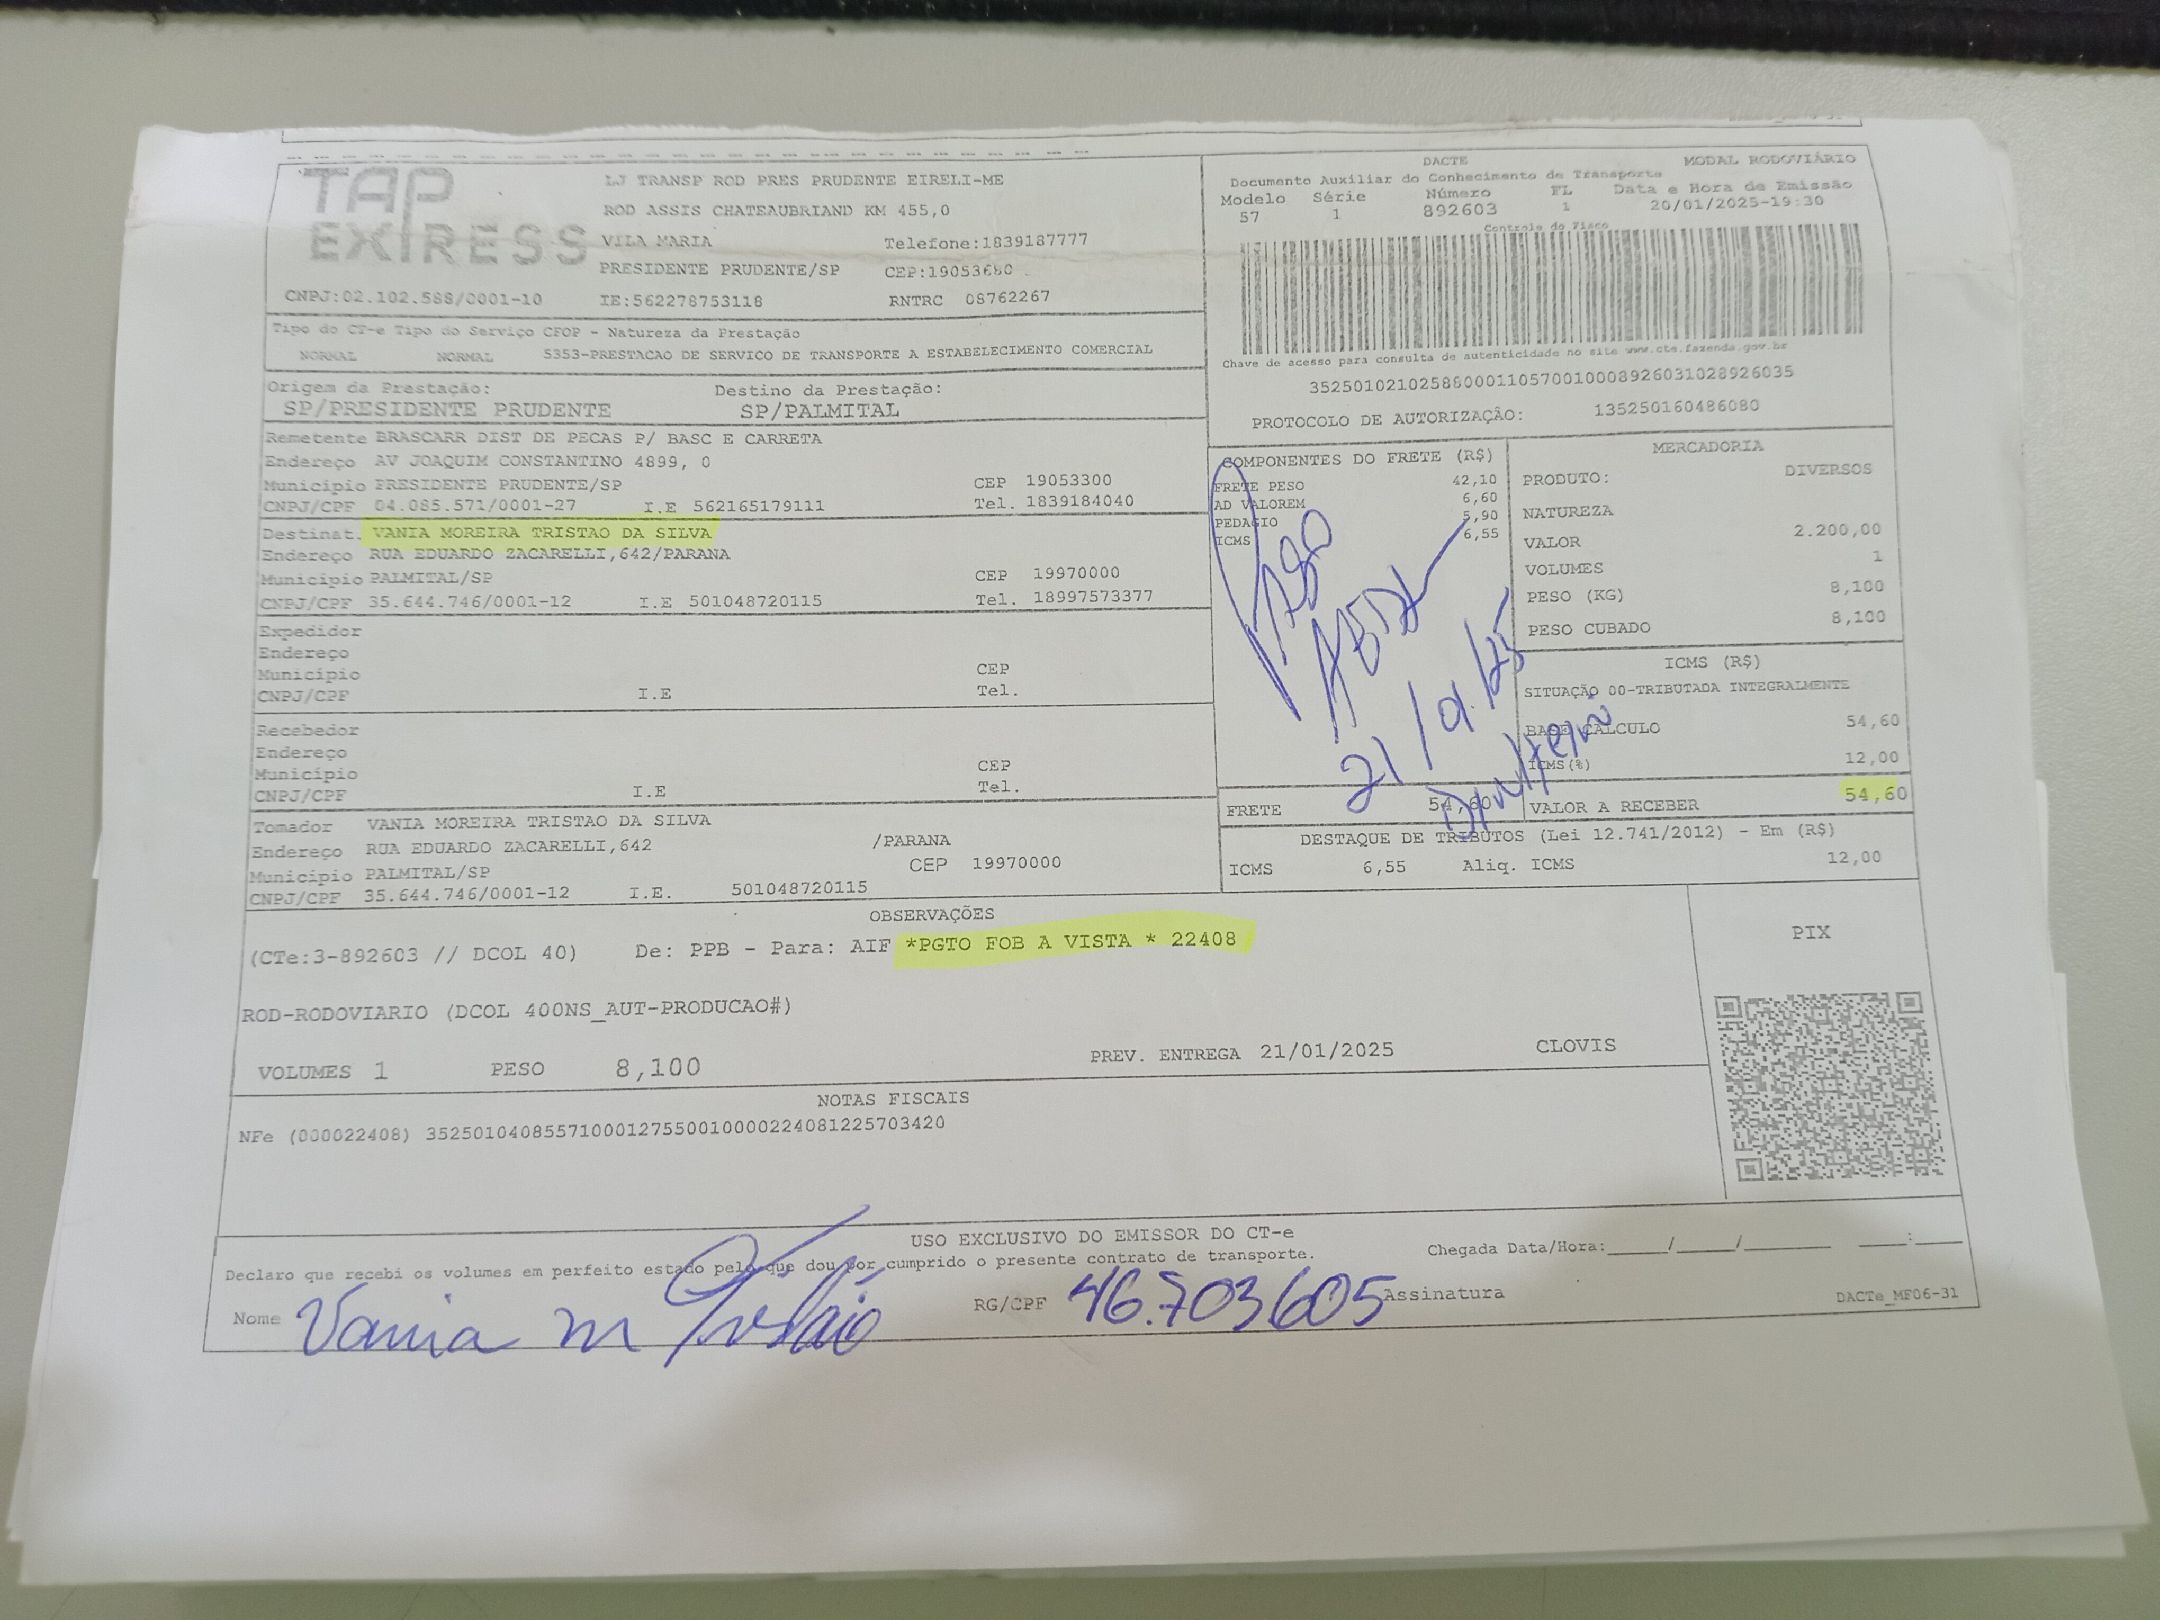 TAP EXPRESS
LJ TRANSP ROD PRES PRUDENTE EIRELI-ME
ROD ASSIS CHATEAUBRIAND KM 455,0
VILA MARIA Telefone:1839187777
PRESIDENTE PRUDENTE/SP CEP:19053680
CNPJ:02.102.588/0001-10 IE:562278753118 RNTRC 08762267
DACTE MODAL RODOVIÁRIO
Documento Auxiliar do Conhecimento de Transporte
Modelo Série Número FL Data e Hora de Emissão
57 1 892603 1 20/01/2025-19:30
Controle do Fisco
Chave de acesso para consulta de autenticidade no site www.cte.fazenda.gov.br
35250102102588000110570010008926031028926035
PROTOCOLO DE AUTORIZAÇÃO: 135250160486080
Tipo do CT-e Tipo do Serviço CFOP - Natureza da Prestação
NORMAL NORMAL 5353-PRESTACAO DE SERVICO DE TRANSPORTE A ESTABELECIMENTO COMERCIAL
Origem da Prestação: Destino da Prestação:
SP/PRESIDENTE PRUDENTE SP/PALMITAL
Remetente BRASCARR DIST DE PECAS P/ BASC E CARRETA
Endereço AV JOAQUIM CONSTANTINO 4899, 0
Município PRESIDENTE PRUDENTE/SP CEP 19053300
CNPJ/CPF 04.085.571/0001-27 I.E 562165179111 Tel. 1839184040
Destinat. VANIA MOREIRA TRISTAO DA SILVA
Endereço RUA EDUARDO ZACARELLI,642/PARANA
Município PALMITAL/SP CEP 19970000
CNPJ/CPF 35.644.746/0001-12 I.E 501048720115 Tel. 18997573377
Expedidor
Endereço
Município CEP
CNPJ/CPF I.E Tel.
Recebedor
Endereço
Município CEP
CNPJ/CPF I.E Tel.
Tomador VANIA MOREIRA TRISTAO DA SILVA
Endereço RUA EDUARDO ZACARELLI,642 /PARANA
Município PALMITAL/SP CEP 19970000
CNPJ/CPF 35.644.746/0001-12 I.E. 501048720115
COMPONENTES DO FRETE (R$)
FRETE PESO 42,10
AD VALOREM 6,60
PEDAGIO 5,90
ICMS 6,55
PAGO
21/01/25
FRETE 54,60
MERCADORIA
PRODUTO: DIVERSOS
NATUREZA
VALOR 2.200,00
VOLUMES 1
PESO (KG) 8,100
PESO CUBADO 8,100
ICMS (R$)
SITUAÇÃO 00-TRIBUTADA INTEGRALMENTE
BASE CÁLCULO 54,60
ICMS(%) 12,00
VALOR A RECEBER 54,60
DESTAQUE DE TRIBUTOS (Lei 12.741/2012) - Em (R$)
ICMS 6,55 Aliq. ICMS 12,00
OBSERVAÇÕES
(CTe:3-892603 // DCOL 40) De: PPB - Para: AIF *PGTO FOB A VISTA * 22408
ROD-RODOVIARIO (DCOL 400NS_AUT-PRODUCAO#)
VOLUMES 1 PESO 8,100 PREV. ENTREGA 21/01/2025 CLOVIS
PIX
NOTAS FISCAIS
NFe (000022408) 35250104085571000127550010000224081225703420
USO EXCLUSIVO DO EMISSOR DO CT-e
Declaro que recebi os volumes em perfeito estado pelo que dou por cumprido o presente contrato de transporte. Chegada Data/Hora:_____/_____/_______ ____:____
Nome Vania m Tristão RG/CPF 46.703.605 Assinatura DACTe_MF06-31